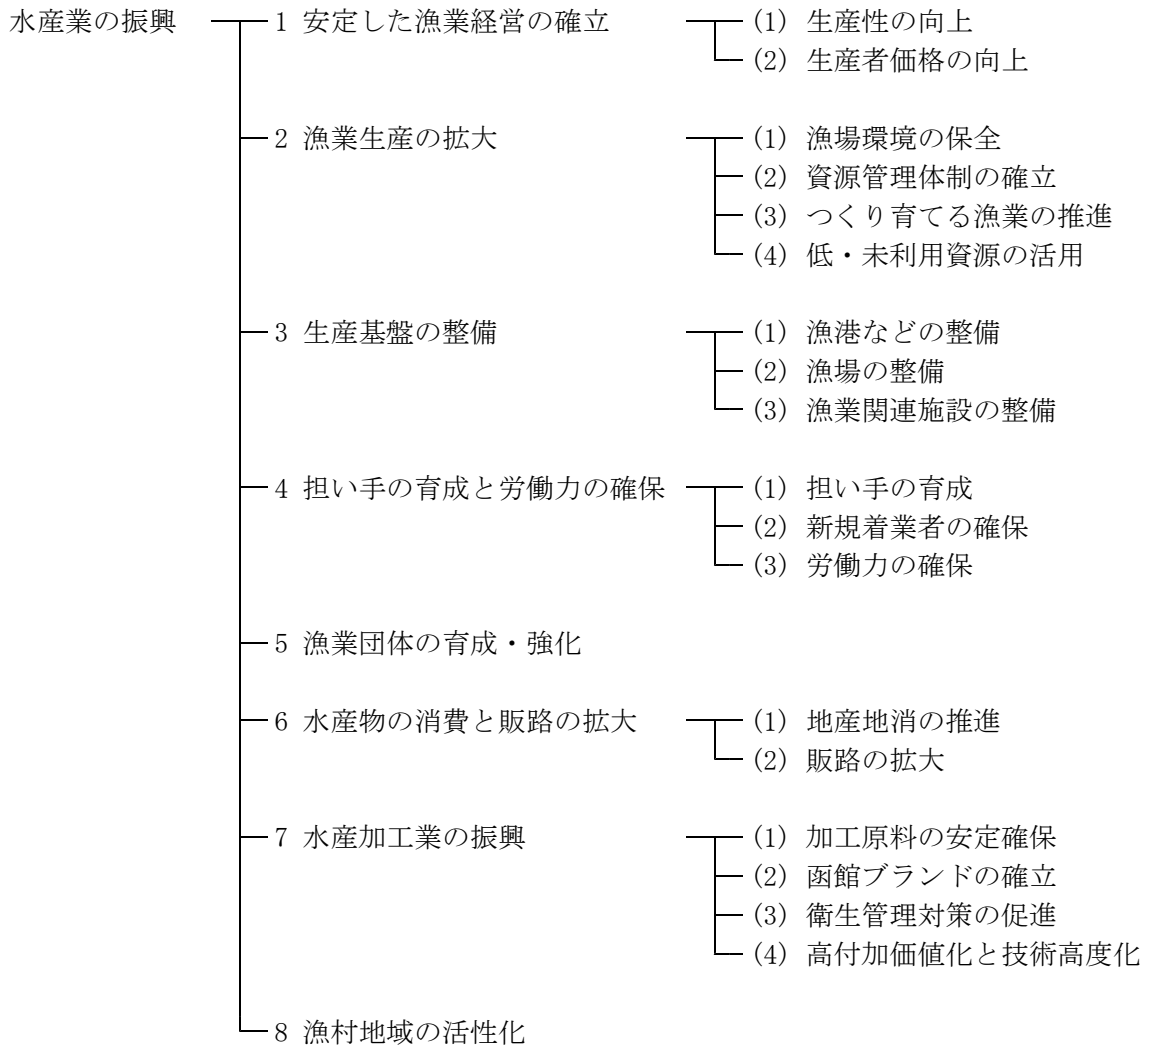 水産業の振興 1 安定した漁業経営の確立 (1) 生産性の向上
(2) 生産者価格の向上
2 漁業生産の拡大 (1) 漁場環境の保全
(2) 資源管理体制の確立
(3) つくり育てる漁業の推進
(4) 低・未利用資源の活用
3 生産基盤の整備 (1) 漁港などの整備
(2) 漁場の整備
(3) 漁業関連施設の整備
4 担い手の育成と労働力の確保 (1) 担い手の育成
(2) 新規着業者の確保
(3) 労働力の確保
5 漁業団体の育成・強化
6 水産物の消費と販路の拡大 (1) 地産地消の推進
(2) 販路の拡大
7 水産加工業の振興 (1) 加工原料の安定確保
(2) 函館ブランドの確立
(3) 衛生管理対策の促進
(4) 高付加価値化と技術高度化
8 漁村地域の活性化